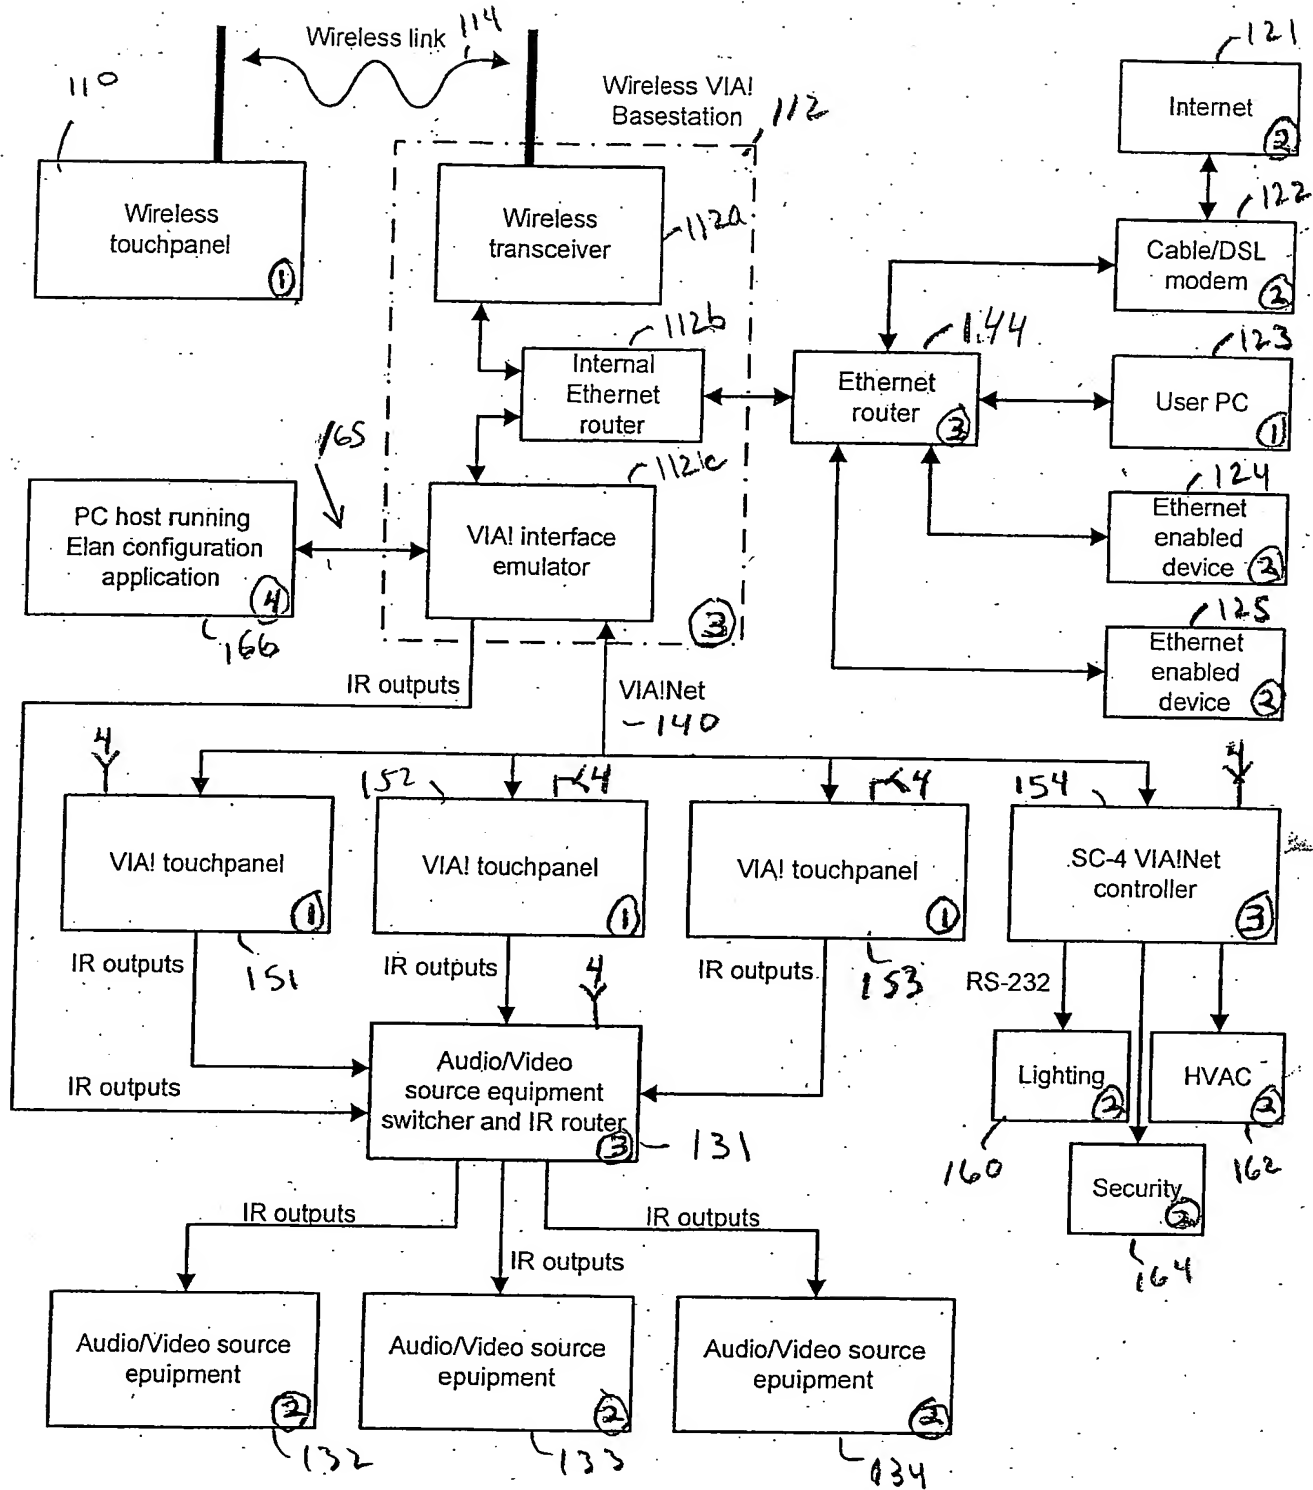 Wireless link
114
121
110
Wireless VIA!
Basestation
112
Internet
2
Wireless
touchpanel
1
Wireless
transceiver
112a
122
Cable/DSL
modem
2
112b
Internal
Ethernet
router
144
Ethernet
router
3
123
User PC
1
165
112c
124
Ethernet
enabled
device
2
PC host running
Elan configuration
application
4
166
VIA! interface
emulator
3
125
Ethernet
enabled
device
2
IR outputs
VIA!Net
140
4
152
4
4
154
4
VIA! touchpanel
1
VIA! touchpanel
1
VIA! touchpanel
1
SC-4 VIA!Net
controller
3
IR outputs
151
IR outputs
4
IR outputs
153
RS-232
IR outputs
Audio/Video
source equipment
switcher and IR router
3
131
Lighting
2
HVAC
2
160
162
Security
2
164
IR outputs
IR outputs
IR outputs
Audio/Video source
epuipment
2
Audio/Video source
epuipment
2
Audio/Video source
epuipment
2
132
133
134